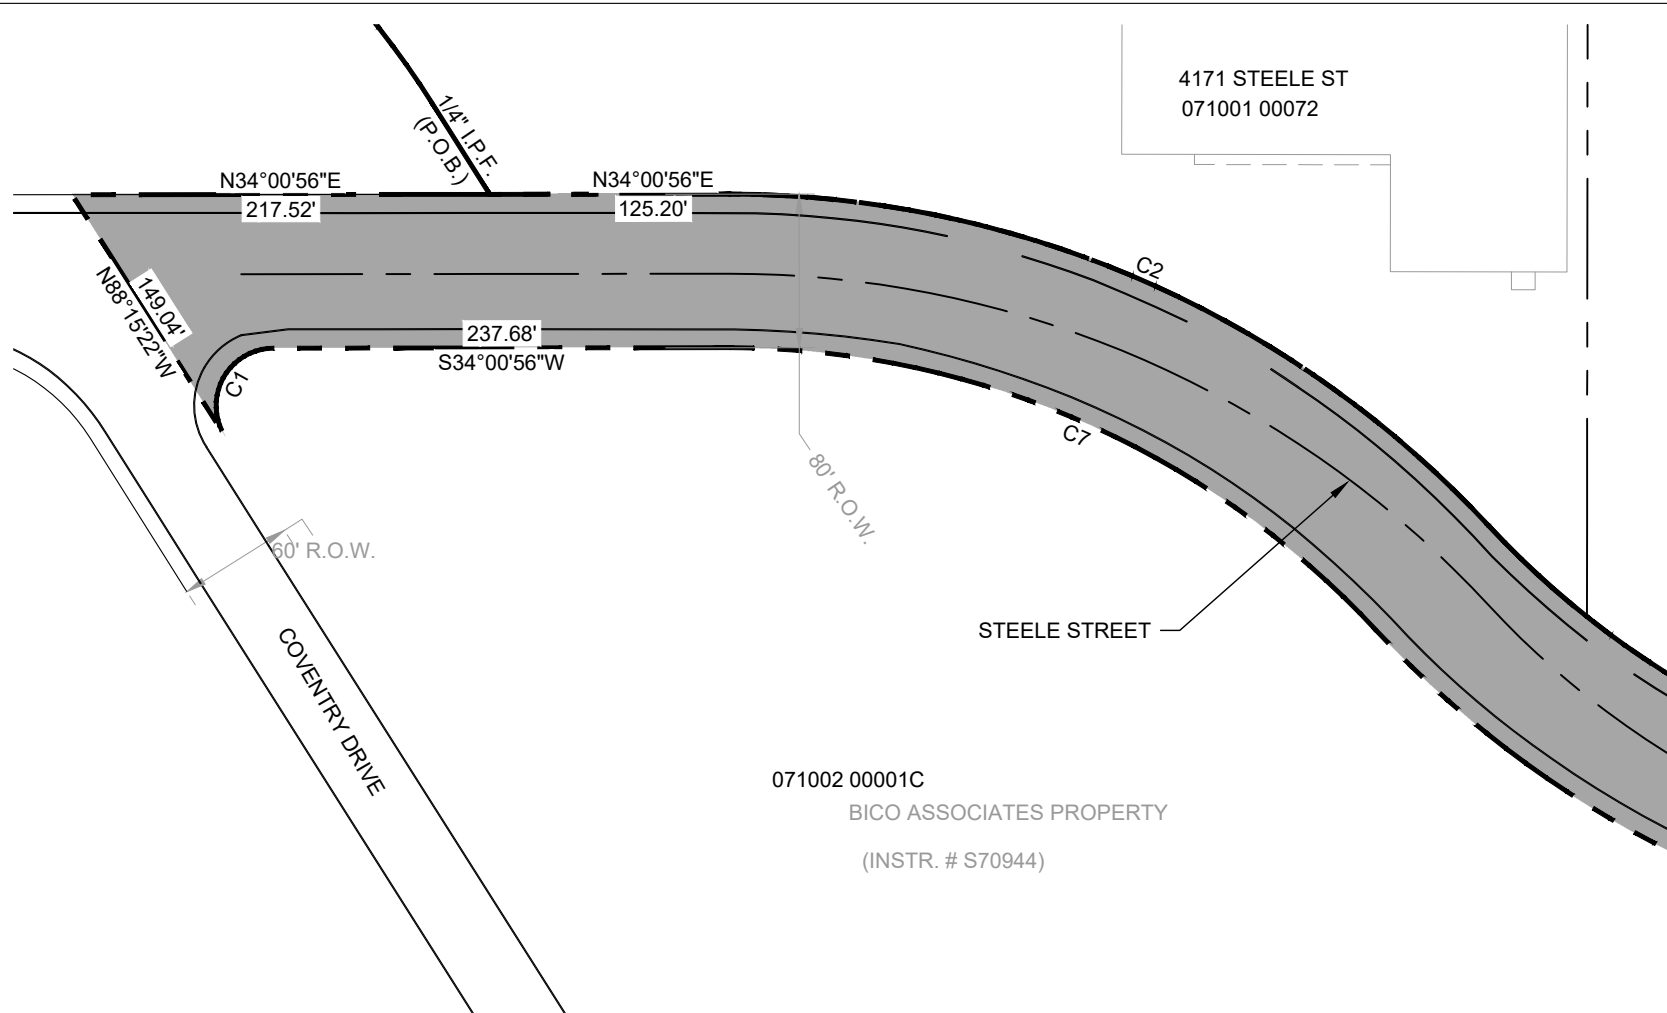 4171 STEELE ST
071001 00072
1/4" I.P.F.
(P.O.B.)
N34°00'56"E
217.52'
N34°00'56"E
125.20'
C2
149.04'
N88°15'22"W
237.68'
S34°00'56"W
C1
C7
80' R.O.W.
60' R.O.W.
STEELE STREET
COVENTRY DRIVE
071002 00001C
BICO ASSOCIATES PROPERTY
(INSTR. # S70944)